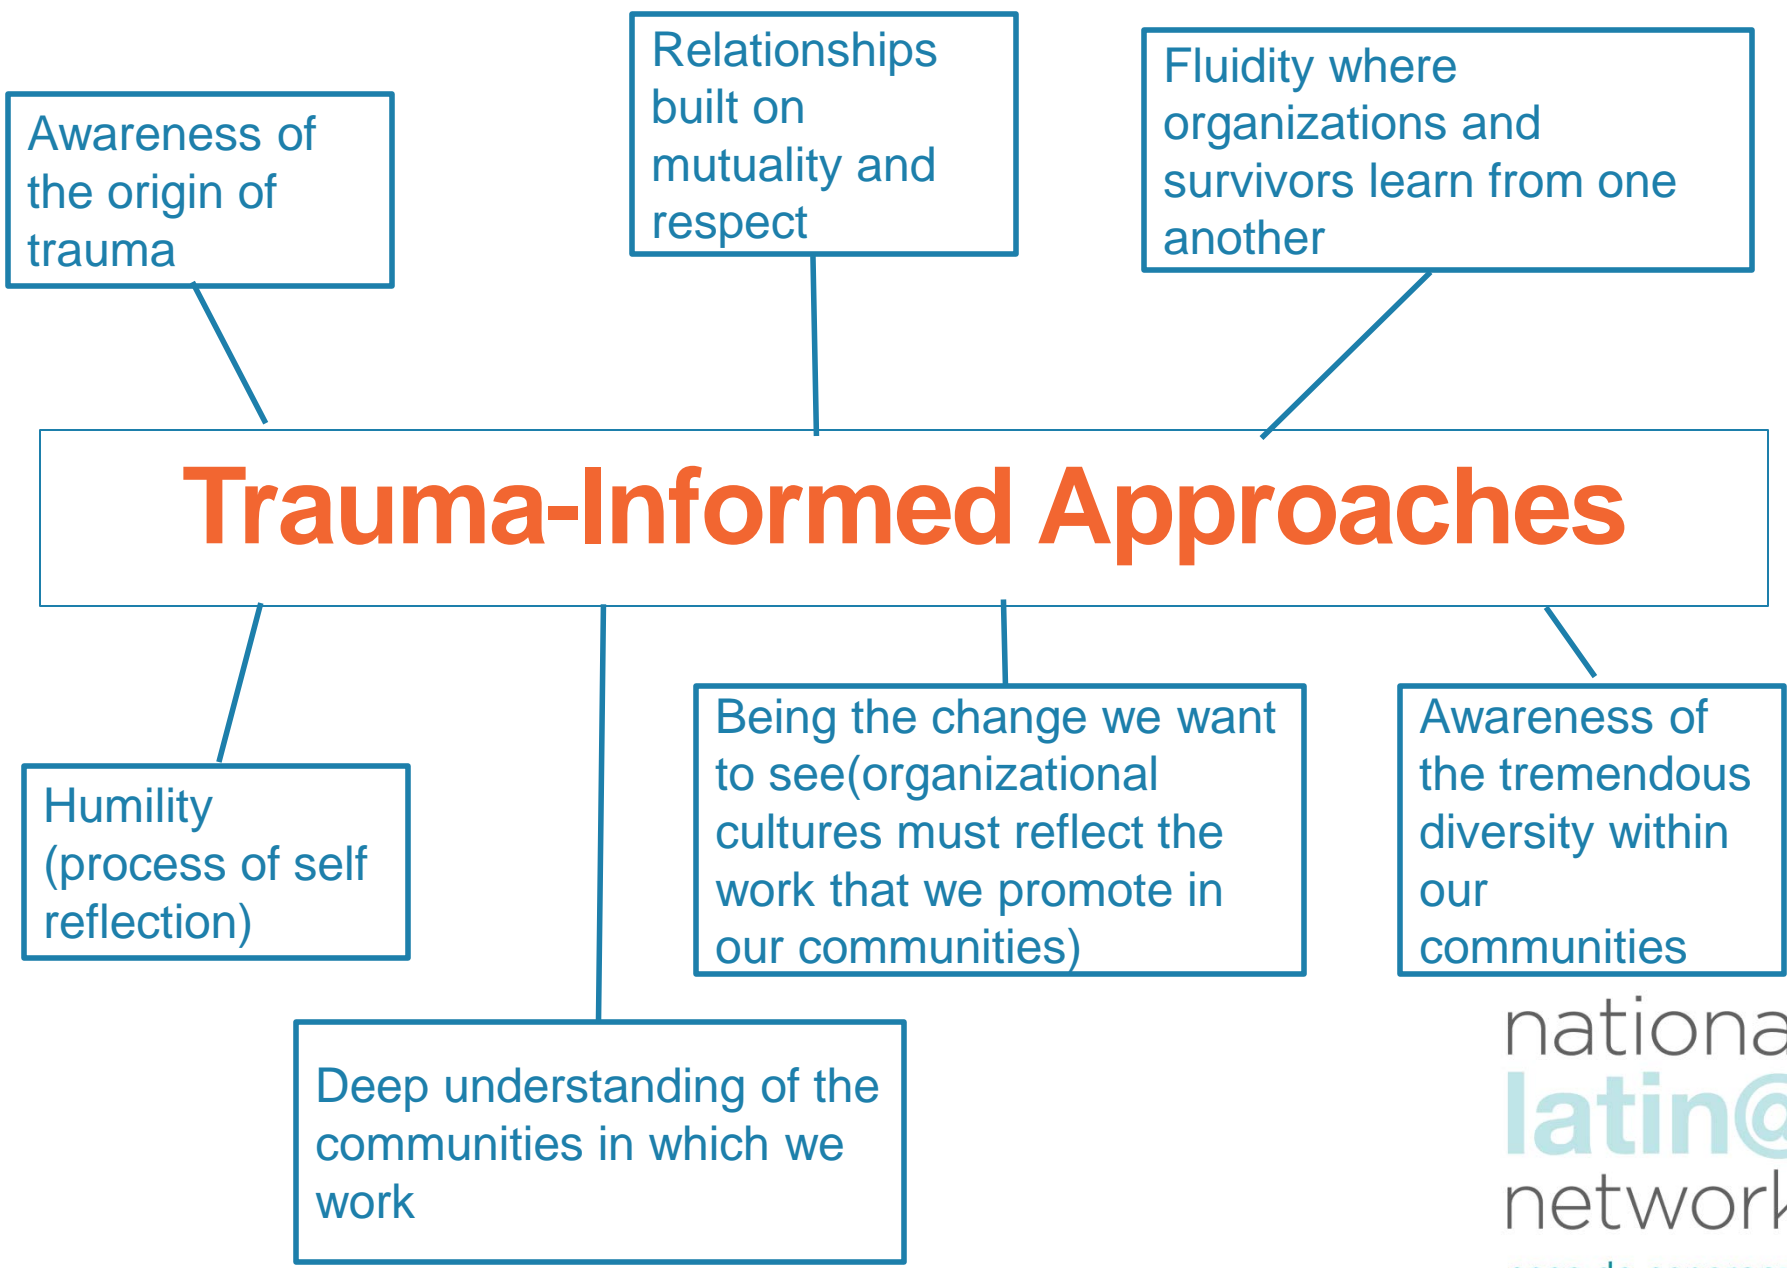 Relationships
built on
mutuality and
respect
Fluidity where
organizations and
survivors learn from one
another
Awareness of
the origin of
trauma
Trauma-Informed Approaches
Humility
(process of self
reflection)
Being the change we want
to see(organizational
cultures must reflect the
work that we promote in
our communities)
Awareness of
the tremendous
diversity within
our
communities
Deep understanding of the
communities in which we
work
nationa
latin@
network